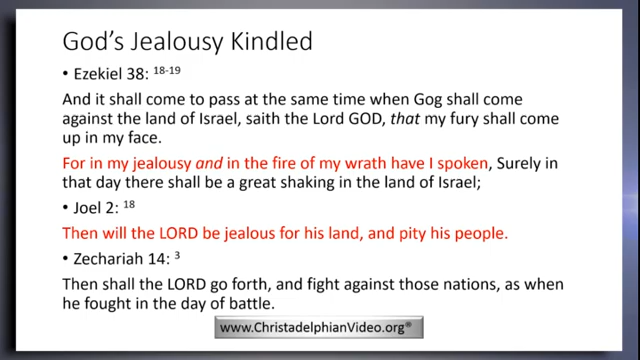 God's Jealousy Kindled
• Ezekiel 38: 18-19
And it shall come to pass at the same time when Gog shall come
against the land of Israel, saith the Lord GOD, that my fury shall come
up in my face.
For in my jealousy and in the fire of my wrath have I spoken, Surely in
that day there shall be a great shaking in the land of Israel;
• Joel 2: 18
Then will the LORD be jealous for his land, and pity his people.
• Zechariah 14: 3
Then shall the LORD go forth, and fight against those nations, as when
he fought in the day of battle.
www.ChristadelphianVideo.org®